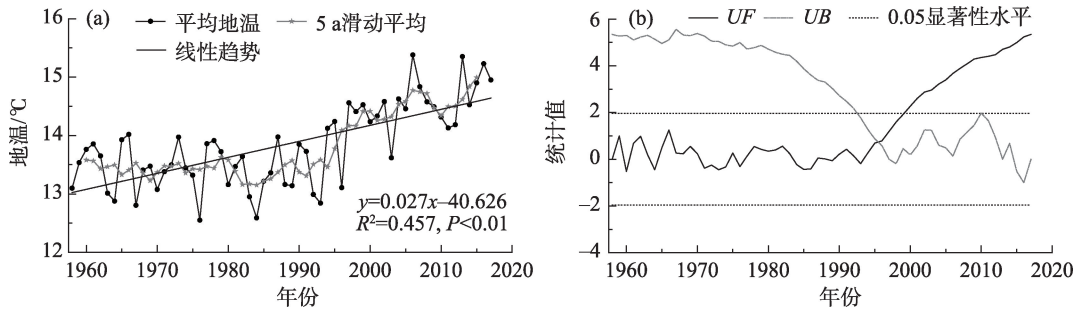 (a) 平均地温 5 a滑动平均
线性趋势
16
15
14
13
12
地温/℃
y=0.027x–40.626
R²=0.457, P<0.01
1960 1970 1980 1990 2000 2010 2020
年份
(b) UF UB 0.05显著性水平
6
4
2
0
–2
–4
统计值
1960 1970 1980 1990 2000 2010 2020
年份